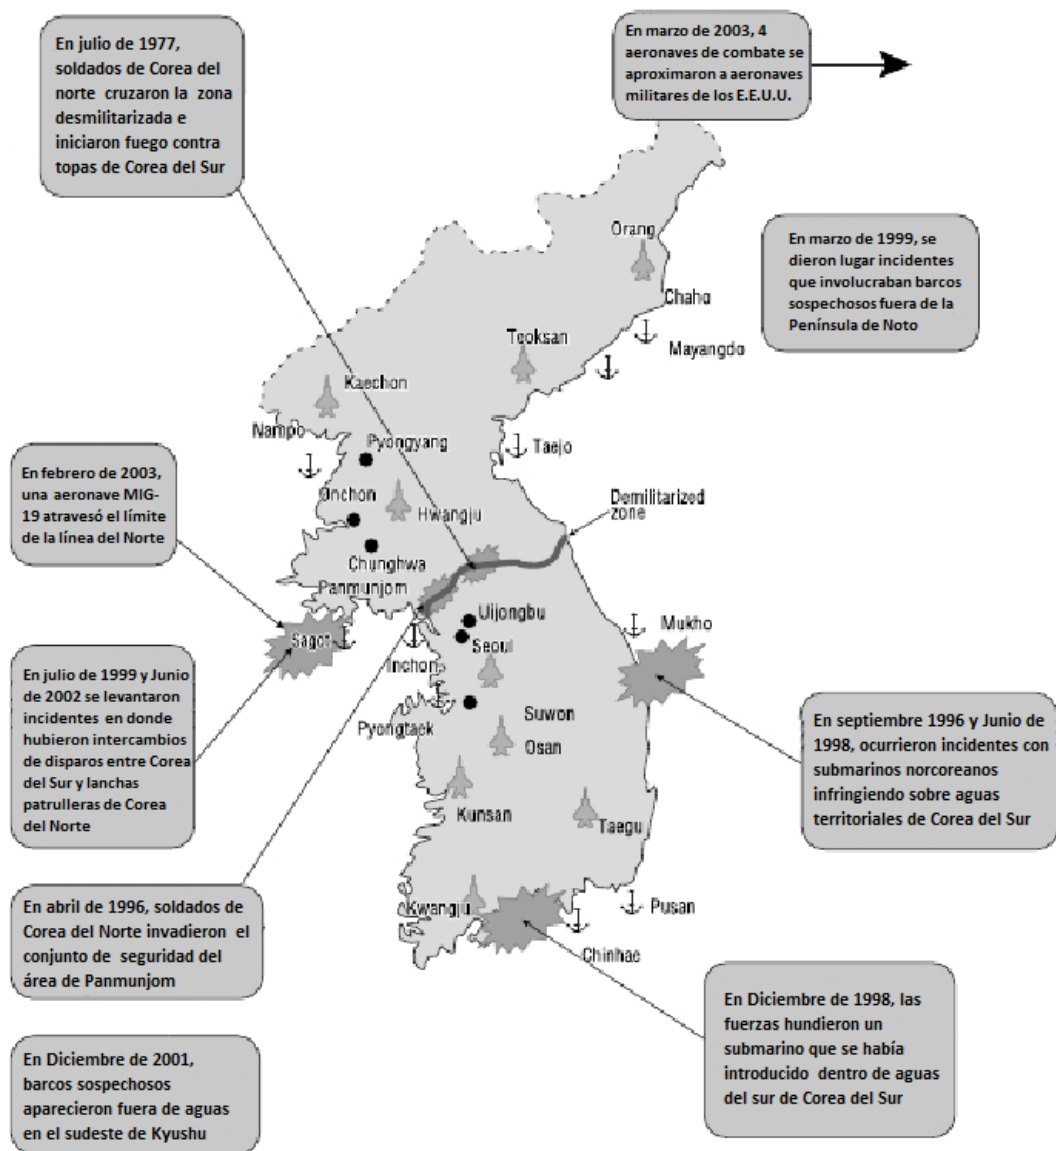 En julio de 1977,
soldados de Corea del
norte cruzaron la zona
desmilitarizada e
iniciaron fuego contra
topas de Corea del Sur
En marzo de 2003, 4
aeronaves de combate se
aproximaron a aeronaves
militares de los E.E.U.U.
En marzo de 1999, se
dieron lugar incidentes
que involucraban barcos
sospechosos fuera de la
Península de Noto
Orang
Chaho
Mayangdo
Teoksan
Kaechon
Nampo
Pyongyang
Taejo
En febrero de 2003,
una aeronave MIG-
19 atravesó el límite
de la línea del Norte
Onchon
Hwangju
Demilitarized
zone
Chunghwa
Panmunjom
Uijongbu
Seoul
Mukho
Sagot
Inchon
En julio de 1999 y Junio
de 2002 se levantaron
incidentes en donde
hubieron intercambios
de disparos entre Corea
del Sur y lanchas
patrulleras de Corea
del Norte
Pyongtaek
Suwon
Osan
En septiembre 1996 y Junio de
1998, ocurrieron incidentes con
submarinos norcoreanos
infringiendo sobre aguas
territoriales de Corea del Sur
Kunsan
Taegu
En abril de 1996, soldados de
Corea del Norte invadieron el
conjunto de seguridad del
área de Panmunjom
Kwangju
Pusan
Chinhae
En Diciembre de 1998, las
fuerzas hundieron un
submarino que se había
introducido dentro de aguas
del sur de Corea del Sur
En Diciembre de 2001,
barcos sospechosos
aparecieron fuera de aguas
en el sudeste de Kyushu